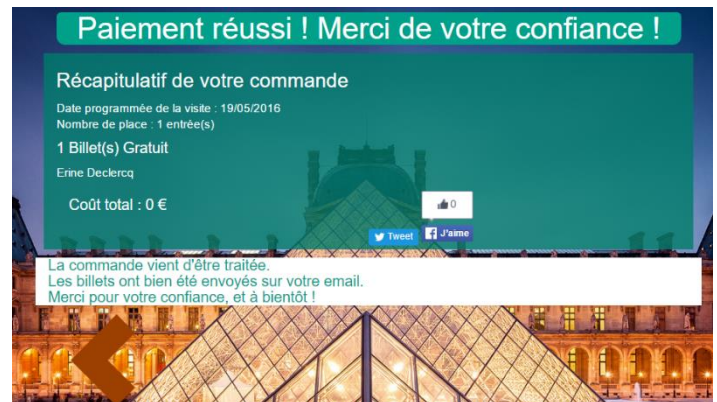 Paiement réussi ! Merci de votre confiance !
Récapitulatif de votre commande
Date programmée de la visite : 19/05/2016
Nombre de place : 1 entrée(s)
1 Billet(s) Gratuit
Erine Declercq
Coût total : 0 €
0
Tweet
J'aime
La commande vient d'être traitée.
Les billets ont bien été envoyés sur votre email.
Merci pour votre confiance, et à bientôt !